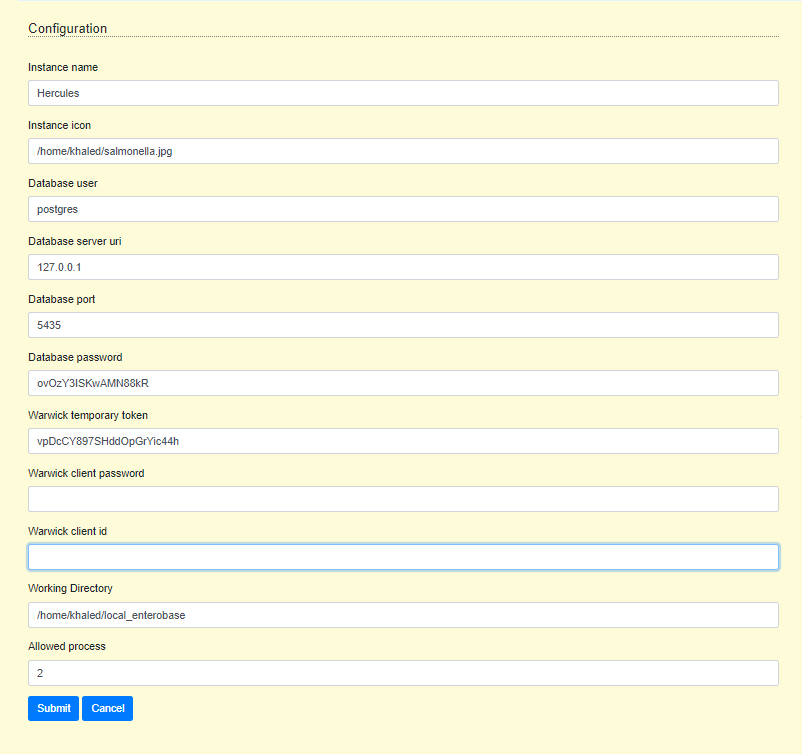 Configuration
Instance name
Hercules
Instance icon
/home/khaled/salmonella.jpg
Database user
postgres
Database server uri
127.0.0.1
Database port
5435
Database password
ovOzY3ISKwAMN88kR
Warwick temporary token
vpDcCY897SHddOpGrYic44h
Warwick client password
Warwick client id
Working Directory
/home/khaled/local_enterobase
Allowed process
2
Submit Cancel